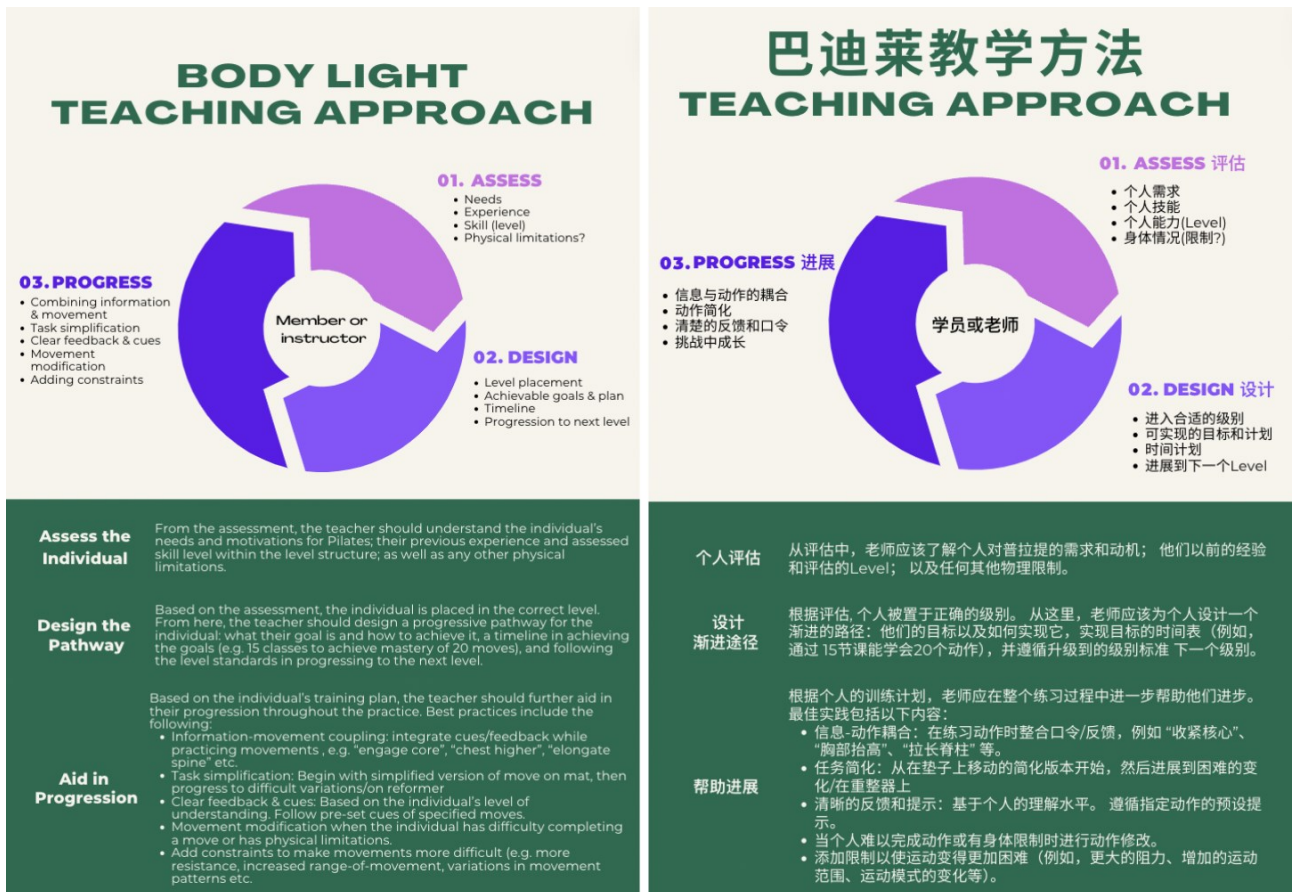 BODY LIGHT
TEACHING APPROACH
01. ASSESS
• Needs
• Experience
• Skill (level)
• Physical limitations?
03. PROGRESS
• Combining information
& movement
• Task simplification
• Clear feedback & cues
• Movement
modification
• Adding constraints
Member or
instructor
02. DESIGN
• Level placement
• Achievable goals & plan
• Timeline
• Progression to next level
Assess the
Individual
From the assessment, the teacher should understand the individual's
needs and motivations for Pilates; their previous experience and assessed
skill level within the level structure; as well as any other physical
limitations.
Design the
Pathway
Based on the assessment, the individual is placed in the correct level.
From here, the teacher should design a progressive pathway for the
individual: what their goal is and how to achieve it, a timeline in achieving
the goals (e.g. 15 classes to achieve mastery of 20 moves), and following
the level standards in progressing to the next level.
Aid in
Progression
Based on the individual's training plan, the teacher should further aid in
their progression throughout the practice. Best practices include the
following:
• Information-movement coupling: integrate cues/feedback while
practicing movements , e.g. “engage core”, “chest higher”, “elongate
spine” etc.
• Task simplification: Begin with simplified version of move on mat, then
progress to difficult variations/on reformer
• Clear feedback & cues: Based on the individual's level of
understanding. Follow pre-set cues of specified moves.
• Movement modification when the individual has difficulty completing
a move or has physical limitations.
• Add constraints to make movements more difficult (e.g. more
resistance, increased range-of-movement, variations in movement
patterns etc.
巴迪莱教学方法
TEACHING APPROACH
01. ASSESS 评估
• 个人需求
• 个人技能
• 个人能力(Level)
• 身体情况(限制?)
03. PROGRESS 进展
• 信息与动作的耦合
• 动作简化
• 清楚的反馈和口令
• 挑战中成长
学员或老师
02. DESIGN 设计
• 进入合适的级别
• 可实现的目标和计划
• 时间计划
• 进展到下一个Level
个人评估
从评估中，老师应该了解个人对普拉提的需求和动机； 他们以前的经验
和评估的Level； 以及任何其他物理限制。
设计
渐进途径
根据评估, 个人被置于正确的级别。 从这里，老师应该为个人设计一个
渐进的路径：他们的目标以及如何实现它，实现目标的时间表（例如，
通过 15节课能学会20个动作），并遵循升级到的级别标准 下一个级别。
帮助进展
根据个人的训练计划，老师应在整个练习过程中进一步帮助他们进步。
最佳实践包括以下内容：
• 信息-动作耦合：在练习动作时整合口令/反馈，例如 “收紧核心”、
“胸部抬高”、“拉长脊柱” 等。
• 任务简化：从在垫子上移动的简化版本开始，然后进展到困难的变
化/在重整器上
• 清晰的反馈和提示：基于个人的理解水平。 遵循指定动作的预设提
示。
• 当个人难以完成动作或有身体限制时进行动作修改。
• 添加限制以使运动变得更加困难（例如，更大的阻力、增加的运动
范围、运动模式的变化等）。